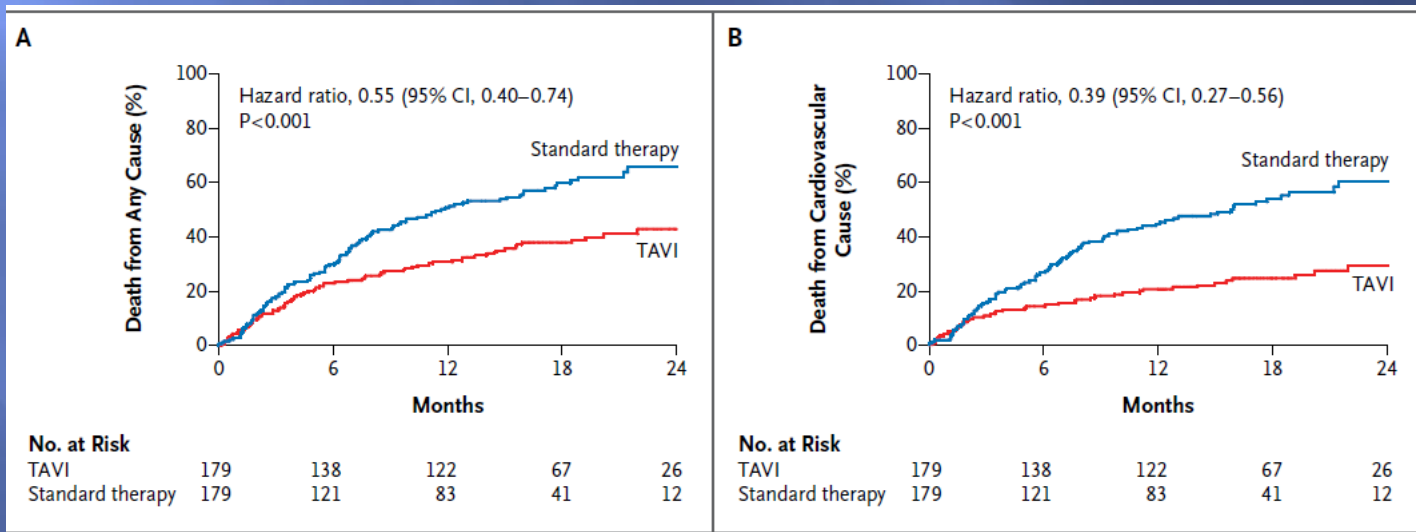 A
Death from Any Cause (%)
100
80
60
40
20
0
Hazard ratio, 0.55 (95% CI, 0.40–0.74)
P<0.001
Standard therapy
TAVI
0 6 12 18 24
Months
No. at Risk
TAVI 179 138 122 67 26
Standard therapy 179 121 83 41 12
B
Death from Cardiovascular
Cause (%)
100
80
60
40
20
0
Hazard ratio, 0.39 (95% CI, 0.27–0.56)
P<0.001
Standard therapy
TAVI
0 6 12 18 24
Months
No. at Risk
TAVI 179 138 122 67 26
Standard therapy 179 121 83 41 12